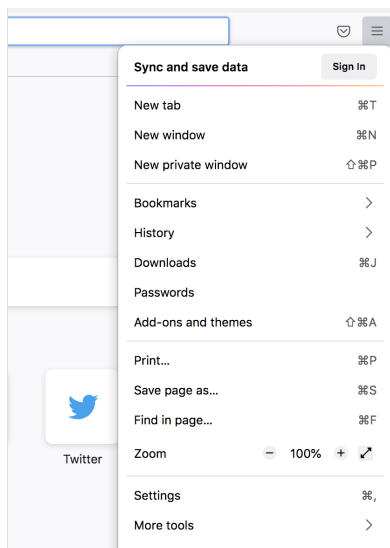 Sync and save data Sign In
New tab ⌘T
New window ⌘N
New private window ⇧⌘P
Bookmarks
History
Downloads ⌘J
Passwords
Add-ons and themes ⇧⌘A
Print... ⌘P
Save page as... ⌘S
Find in page... ⌘F
Zoom − 100% +
Twitter
Settings ⌘,
More tools